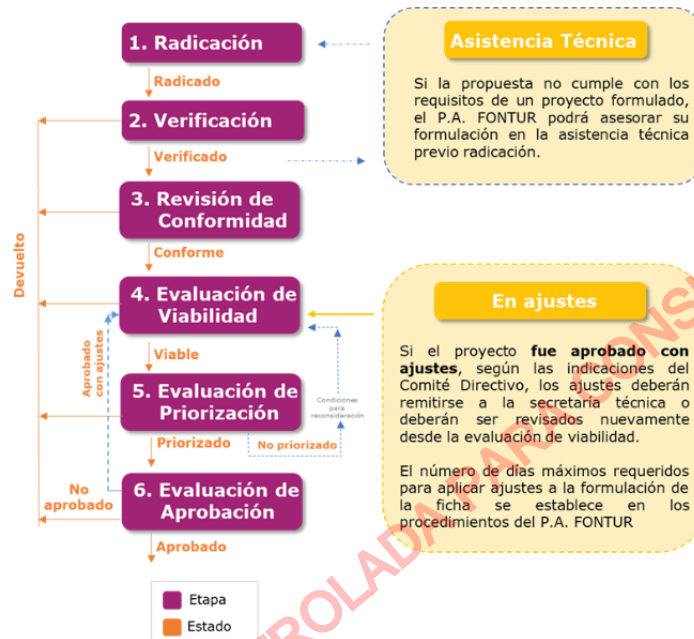 1. Radicación
Radicado
2. Verificación
Verificado
3. Revisión de
Conformidad
Conforme
4. Evaluación de
Viabilidad
Viable
5. Evaluación de
Priorización
Priorizado
No priorizado
6. Evaluación de
Aprobación
Aprobado
Devuelto
Aprobado
con ajustes
No
aprobado
Condiciones
para
reconsideración
Etapa
Estado
Asistencia Técnica
Si la propuesta no cumple con los
requisitos de un proyecto formulado,
el P.A. FONTUR podrá asesorar su
formulación en la asistencia técnica
previo radicación.
En ajustes
Si el proyecto fue aprobado con
ajustes, según las indicaciones del
Comité Directivo, los ajustes deberán
remitirse a la secretaria técnica o
deberán ser revisados nuevamente
desde la evaluación de viabilidad.
El número de días máximos requeridos
para aplicar ajustes a la formulación de
la ficha se establece en los
procedimientos del P.A. FONTUR
TROLADA PARA CONS